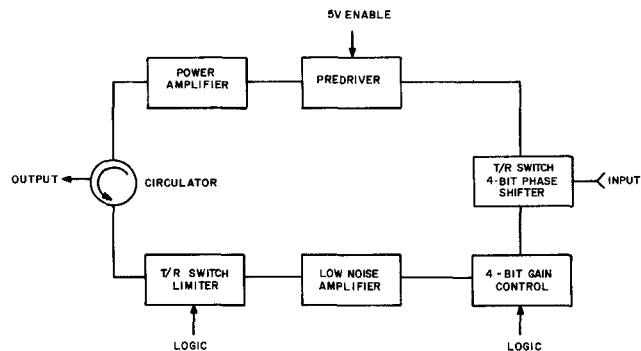 5V ENABLE
POWER
AMPLIFIER
PREDRIVER
OUTPUT
CIRCULATOR
T/R SWITCH
4-BIT PHASE
SHIFTER
INPUT
T/R SWITCH
LIMITER
LOW NOISE
AMPLIFIER
4-BIT GAIN
CONTROL
LOGIC
LOGIC